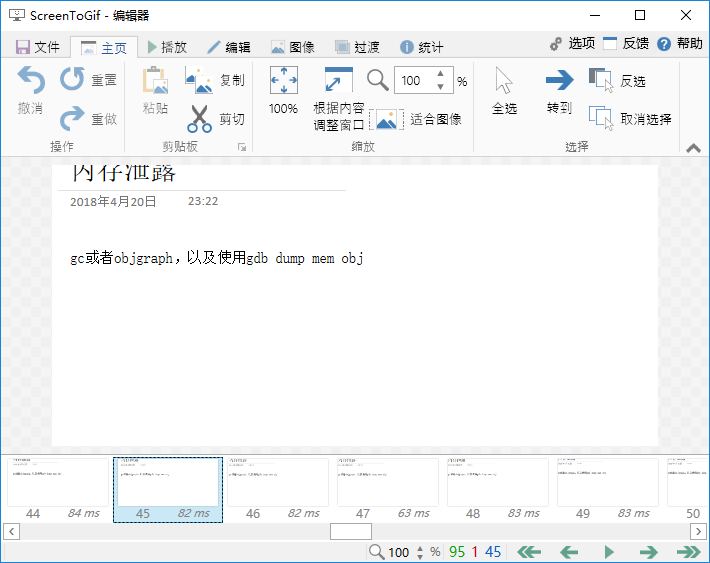 ScreenToGif - 编辑器
文件 主页 播放 编辑 图像 过渡 统计 选项 反馈 ? 帮助
撤消 重置 重做 粘贴 复制 剪切 100% 根据内容调整窗口 100 % 适合图像 全选 转到 反选 取消选择
操作 剪贴板 缩放 选择
内存泄露
2018年4月20日 23:22
gc或者objgraph，以及使用gdb dump mem obj
44 84 ms 45 82 ms 46 82 ms 47 63 ms 48 83 ms 49 83 ms 50
100 % 95 1 45